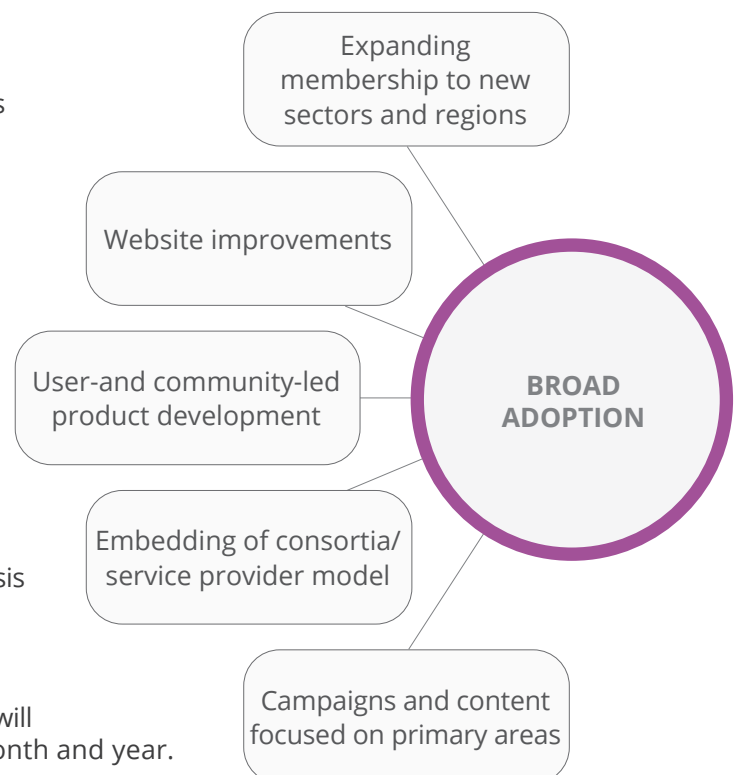 Expanding
membership to new
sectors and regions
s
Website improvements
User-and community-led
product development
BROAD
ADOPTION
Embedding of consortia/
service provider model
sis
Campaigns and content
focused on primary areas
will
onth and year.